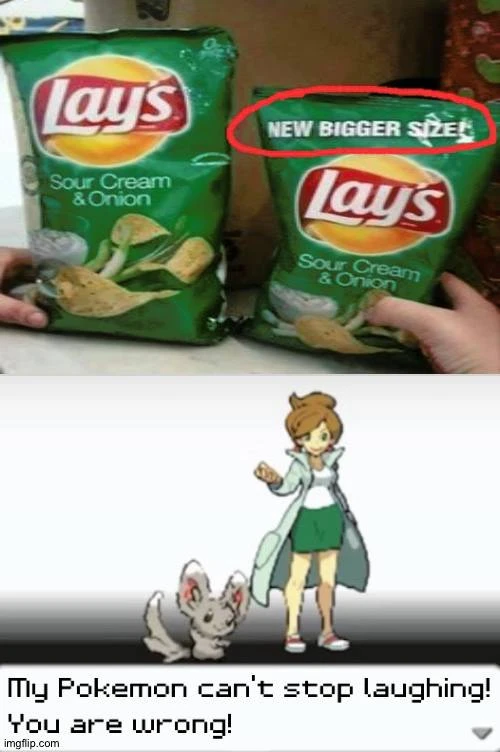 Lay's
Sour Cream
& Onion
NEW BIGGER SIZE!
Lay's
Sour Cream
& Onion
My Pokemon can't stop laughing!
You are wrong!
imgflip.com